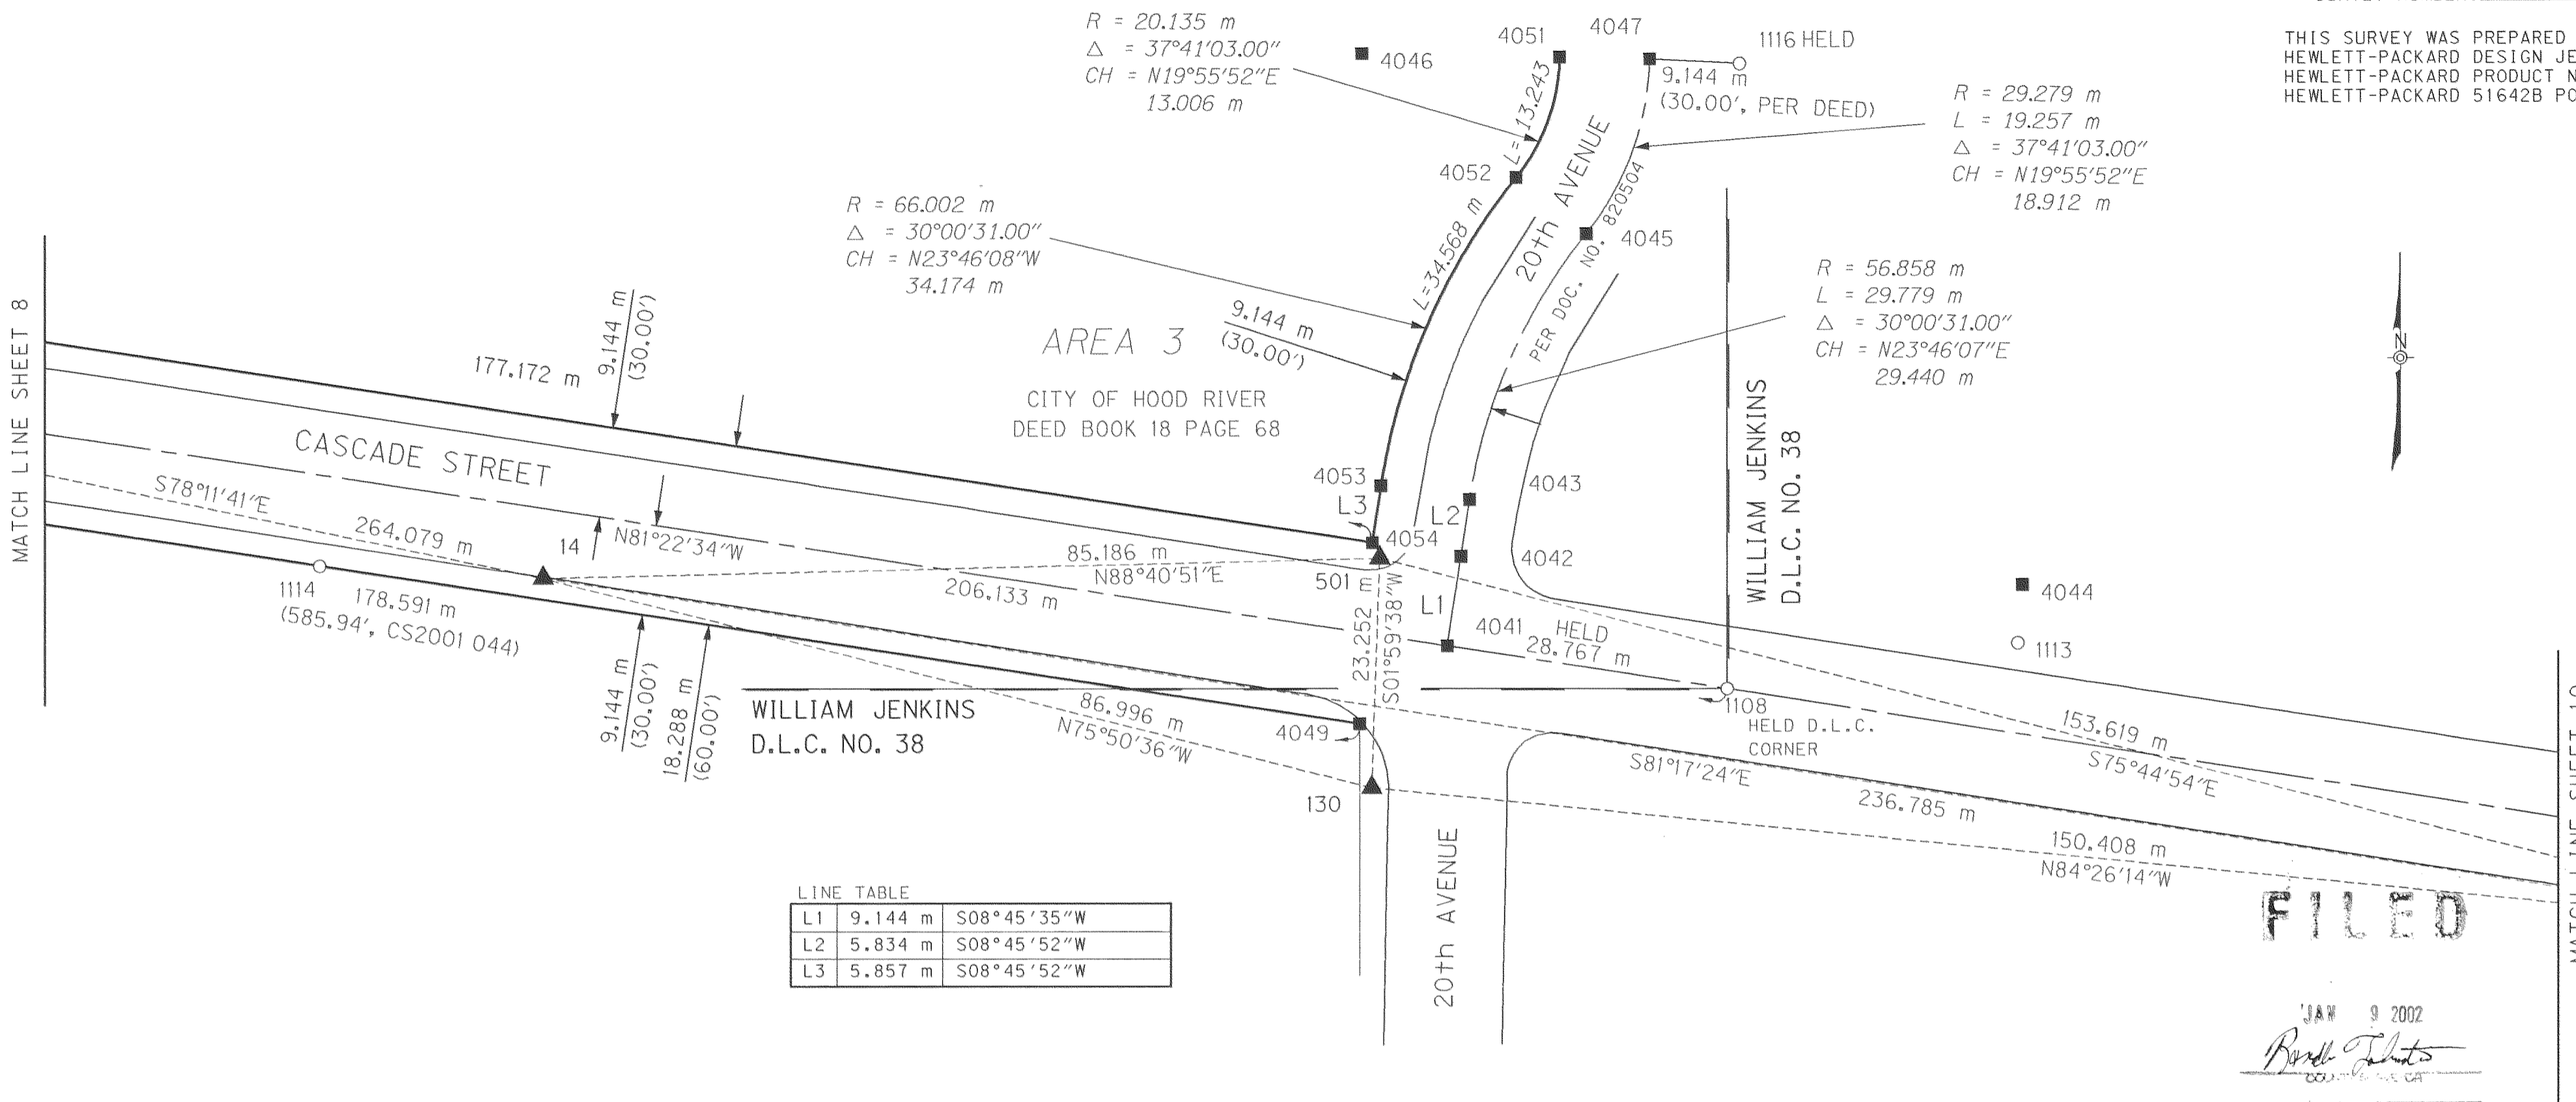 THIS SURVEY WAS PREPARED
HEWLETT-PACKARD DESIGN
HEWLETT-PACKARD PRODUCT
HEWLETT-PACKARD 51642B
R = 20.135 m
△ = 37°41'03.00"
CH = N19°55'52"E
13.006 m
4046
4051
4047
1116 HELD
9.144 m
(30.00', PER DEED)
R = 29.279 m
L = 19.257 m
△ = 37°41'03.00"
CH = N19°55'52"E
18.912 m
L=13.243
4052
20th AVENUE
PER DOC. NO. 820504
4045
R = 66.002 m
△ = 30°00'31.00"
CH = N23°46'08"W
34.174 m
L=34.568 m
R = 56.858 m
L = 29.779 m
△ = 30°00'31.00"
CH = N23°46'07"E
29.440 m
AREA 3
CITY OF HOOD RIVER
DEED BOOK 18 PAGE 68
9.144 m
(30.00')
N
MATCH LINE SHEET 8
177.172 m
9.144 m
(30.00')
CASCADE STREET
S78°11'41"E
264.079 m
14
N81°22'34"W
85.186 m
N88°40'51"E
206.133 m
4053
L3
4054
501 m
L2
L1
4043
4042
4041 HELD
28.767 m
WILLIAM JENKINS
D.L.C. NO. 38
4044
1113
1114
178.591 m
(585.94', CS2001 044)
9.144 m
(30.00')
18.288 m
(60.00')
WILLIAM JENKINS
D.L.C. NO. 38
86.996 m
N75°50'36"W
23.252
S01°59'38"W
4049
130
1108
HELD D.L.C.
CORNER
153.619 m
S75°44'54"E
S81°17'24"E
236.785 m
150.408 m
N84°26'14"W
20th AVENUE
LINE TABLE
L1 9.144 m S08°45'35"W
L2 5.834 m S08°45'52"W
L3 5.857 m S08°45'52"W
FILED
JAN 9 2002